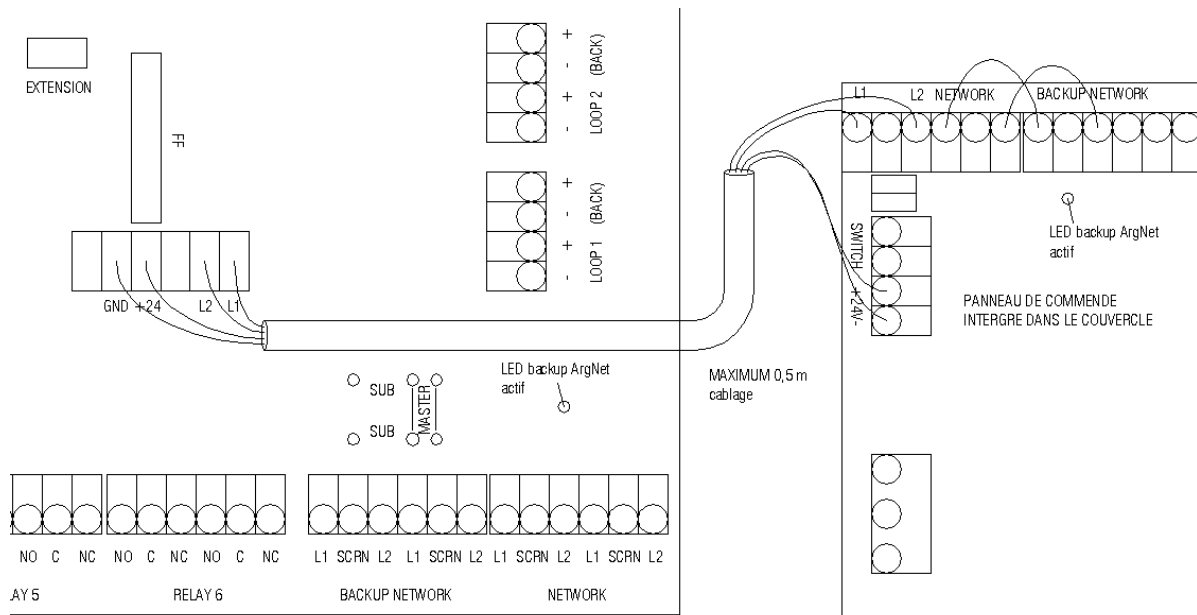 EXTENSION
FF
+
-
(BACK)
+
-
LOOP 2
+
-
(BACK)
+
-
LOOP 1
GND +24 L2 L1
L1 L2 NETWORK BACKUP NETWORK
SWITCH
+24V-
LED backup ArgNet
actif
PANNEAU DE COMMENDE
INTERGRE DANS LE COUVERCLE
LED backup ArgNet
actif
MAXIMUM 0,5 m
cablage
SUB
SUB
MASTER
NO C NC NO C NC NO C NC L1 SCRN L2 L1 SCRN L2 L1 SCRN L2 L1 SCRN L2
AY 5 RELAY 6 BACKUP NETWORK NETWORK